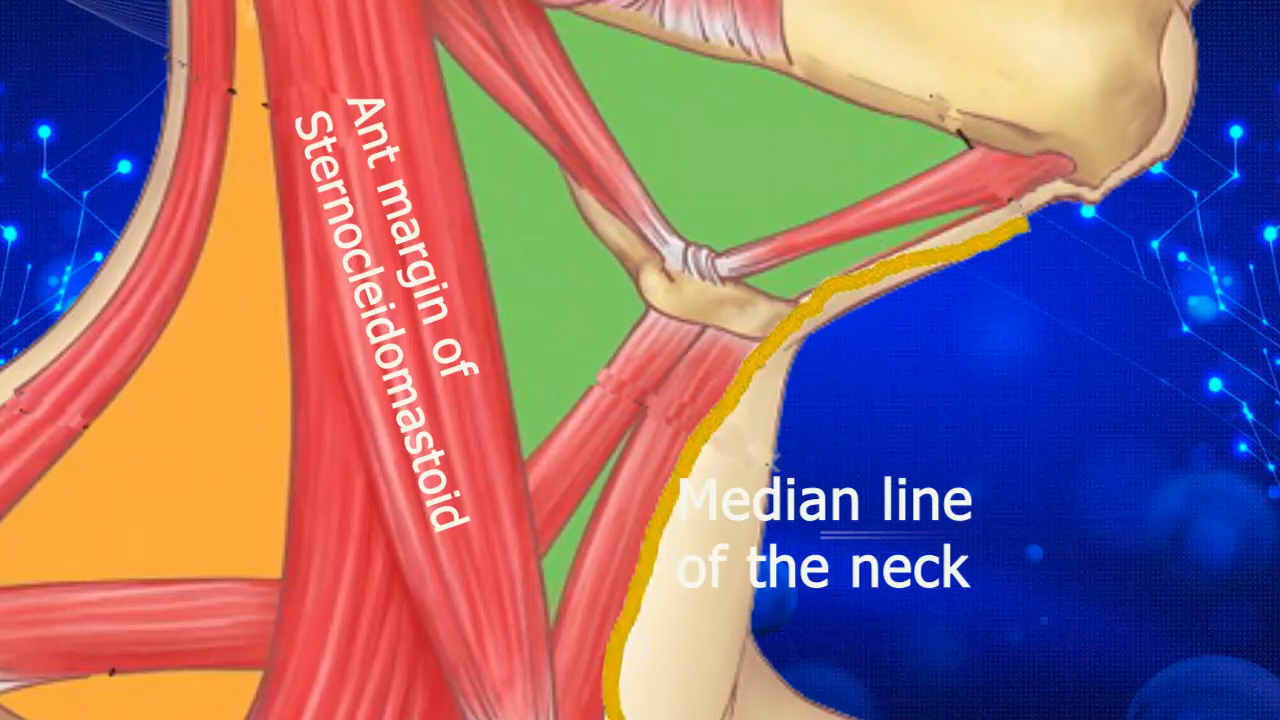 Ant margin of
Sternocleidomastoid
Median line
of the neck